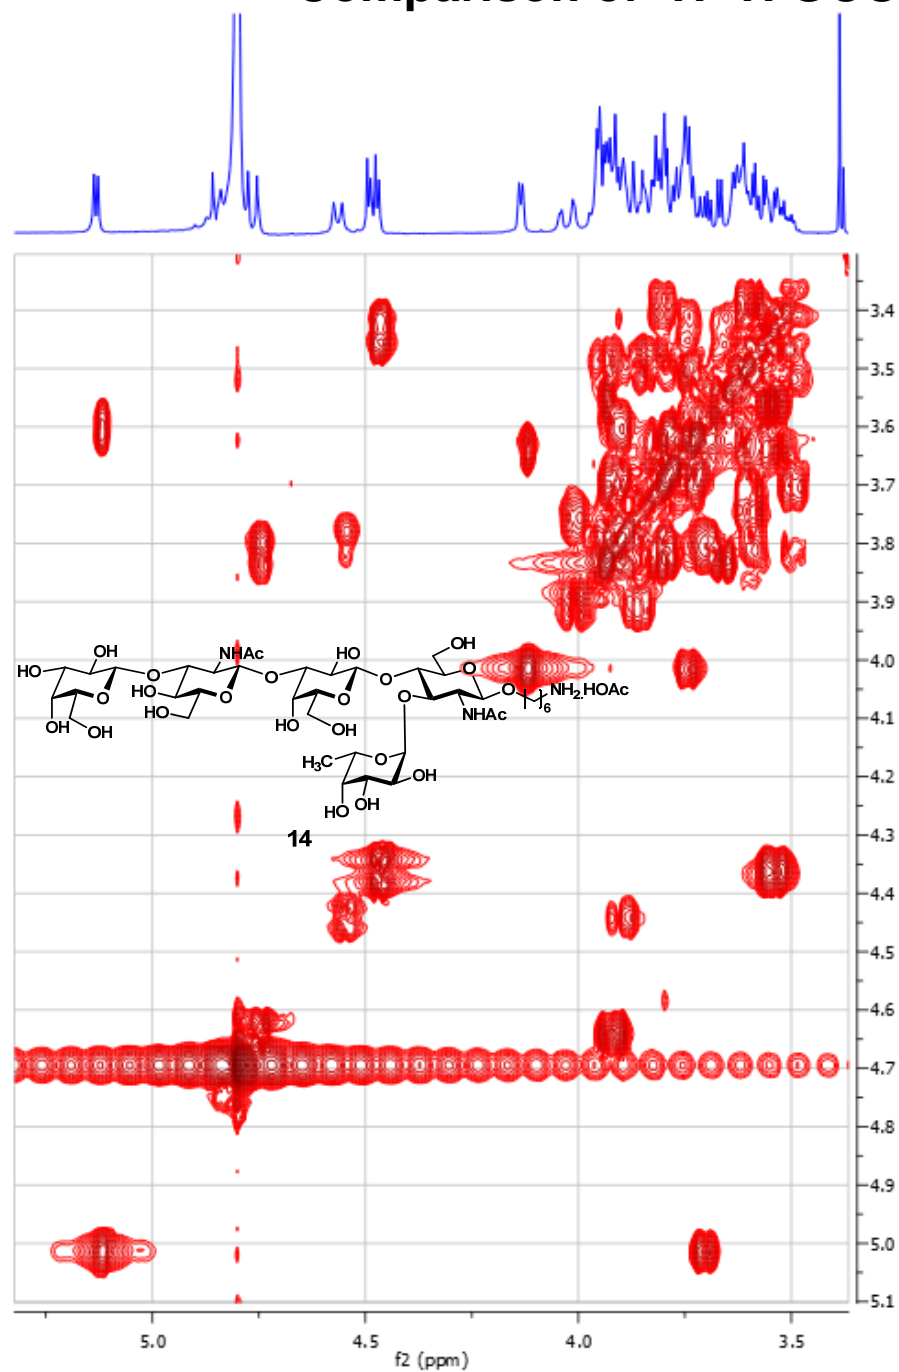 Comparison of 1H-1H COS
3.4
3.5
3.6
3.7
3.8
3.9
4.0
4.1
4.2
4.3
4.4
4.5
4.6
4.7
4.8
4.9
5.0
5.1
OH
HO
OH
O
OH
OH
O
NHAc
HO
O
HO
O
OH
O
HO
OH
O
OH
O
O
NHAc
O
( )6
NH2.HOAc
H3C
O
OH
HO
OH
14
5.0
4.5
4.0
3.5
f2 (ppm)